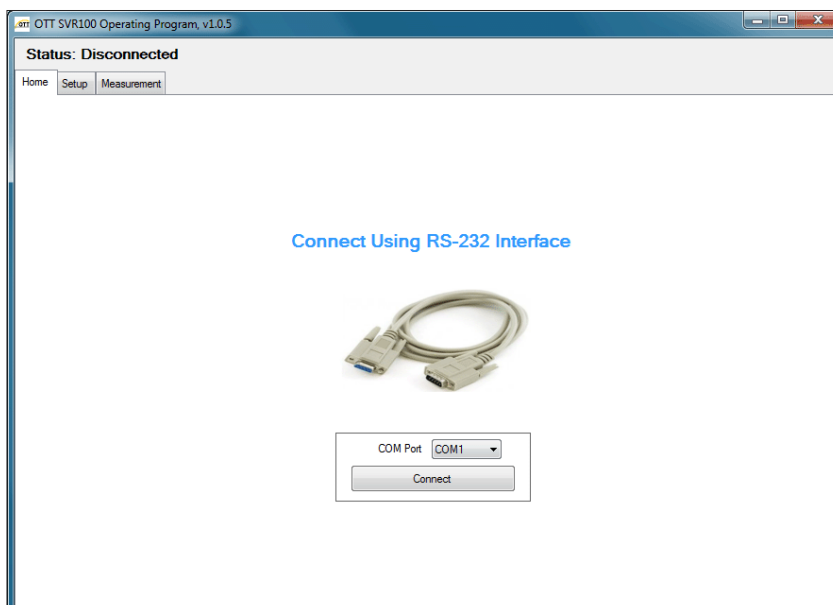 OTT OTT SVR100 Operating Program, v1.0.5
Status: Disconnected
Home Setup Measurement
Connect Using RS-232 Interface
COM Port COM1
Connect